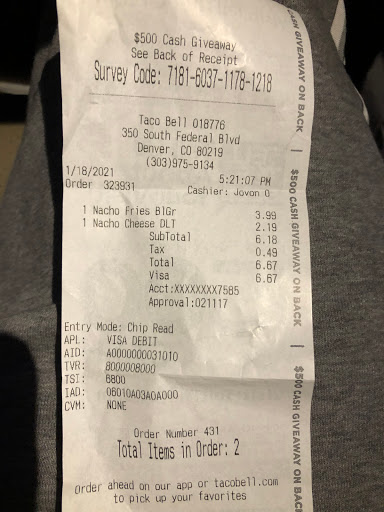 $500 Cash Giveaway
See Back of Receipt
Survey Code: 7181-6037-1178-1218
Taco Bell 018776
350 South Federal Blvd
Denver, CO 80219
(303)975-9134
1/18/2021 5:21:07 PM
Order 323931 Cashier: Jovon O
1 Nacho Fries BlGr 3.99
1 Nacho Cheese DLT 2.19
SubTotal 6.18
Tax 0.49
Total 6.67
Visa 6.67
Acct:XXXXXXXX7585
Approval:021117
Entry Mode: Chip Read
APL: VISA DEBIT
AID: A0000000031010
TVR: 8000008000
TSI: 6800
IAD: 06010A03A0A000
CVM: NONE
Order Number 431
Total Items in Order: 2
Order ahead on our app or tacobell.com
to pick up your favorites
CASH GIVEAWAY ON BACK
$500 CASH GIVEAWAY ON BACK
$500 CASH GIVEAWAY ON BAC